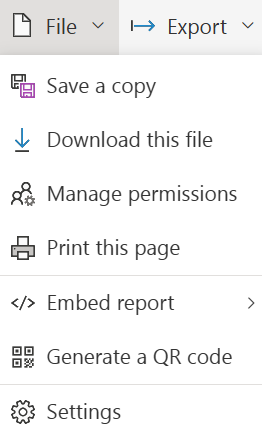 File Export
Save a copy
Download this file
Manage permissions
Print this page
Embed report
Generate a QR code
Settings